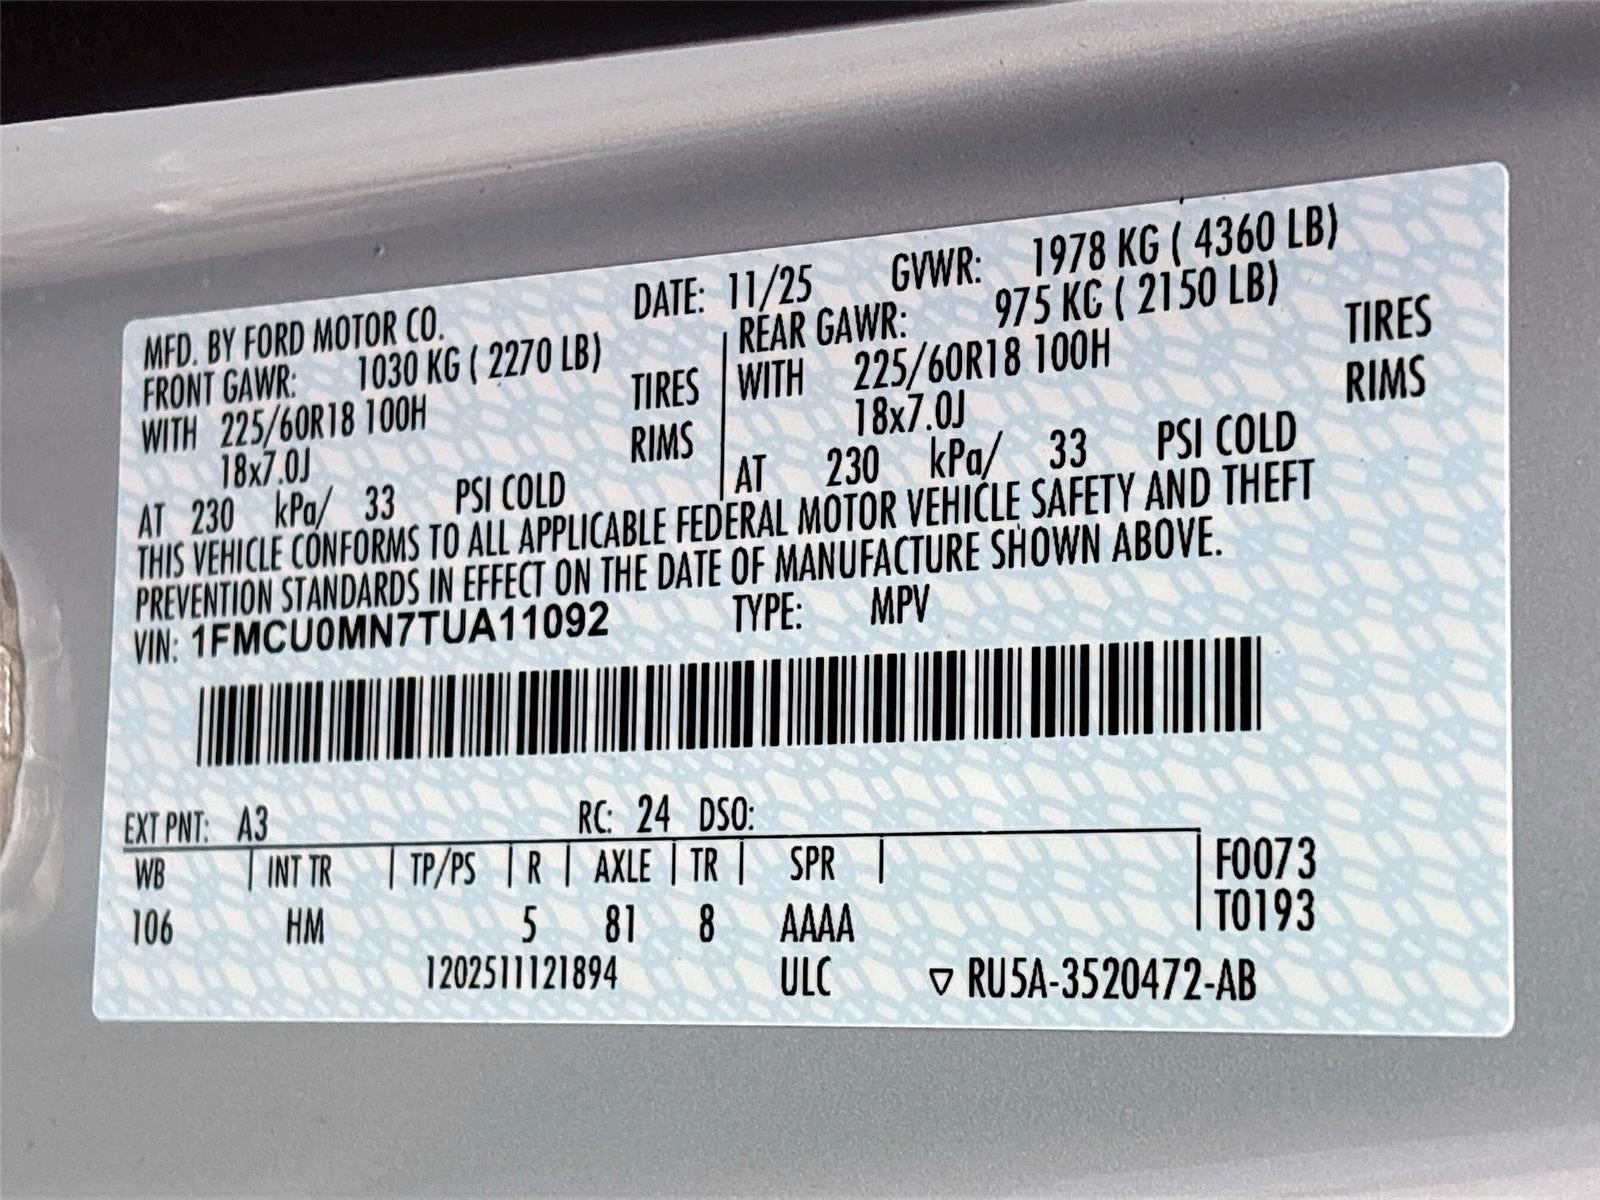 MFD. BY FORD MOTOR CO. DATE: 11/25 GVWR: 1978 KG ( 4360 LB)
FRONT GAWR: 1030 KG ( 2270 LB) REAR GAWR: 975 KG ( 2150 LB)
WITH 225/60R18 100H TIRES WITH 225/60R18 100H TIRES
18x7.0J RIMS 18x7.0J RIMS
AT 230 kPa/ 33 PSI COLD AT 230 kPa/ 33 PSI COLD
THIS VEHICLE CONFORMS TO ALL APPLICABLE FEDERAL MOTOR VEHICLE SAFETY AND THEFT
PREVENTION STANDARDS IN EFFECT ON THE DATE OF MANUFACTURE SHOWN ABOVE.
VIN: 1FMCU0MN7TUA11092 TYPE: MPV
EXT PNT: A3 RC: 24 DSO:
WB INT TR TP/PS R AXLE TR SPR F0073
106 HM 5 81 8 AAAA T0193
1202511121894 ULC ▽ RU5A-3520472-AB